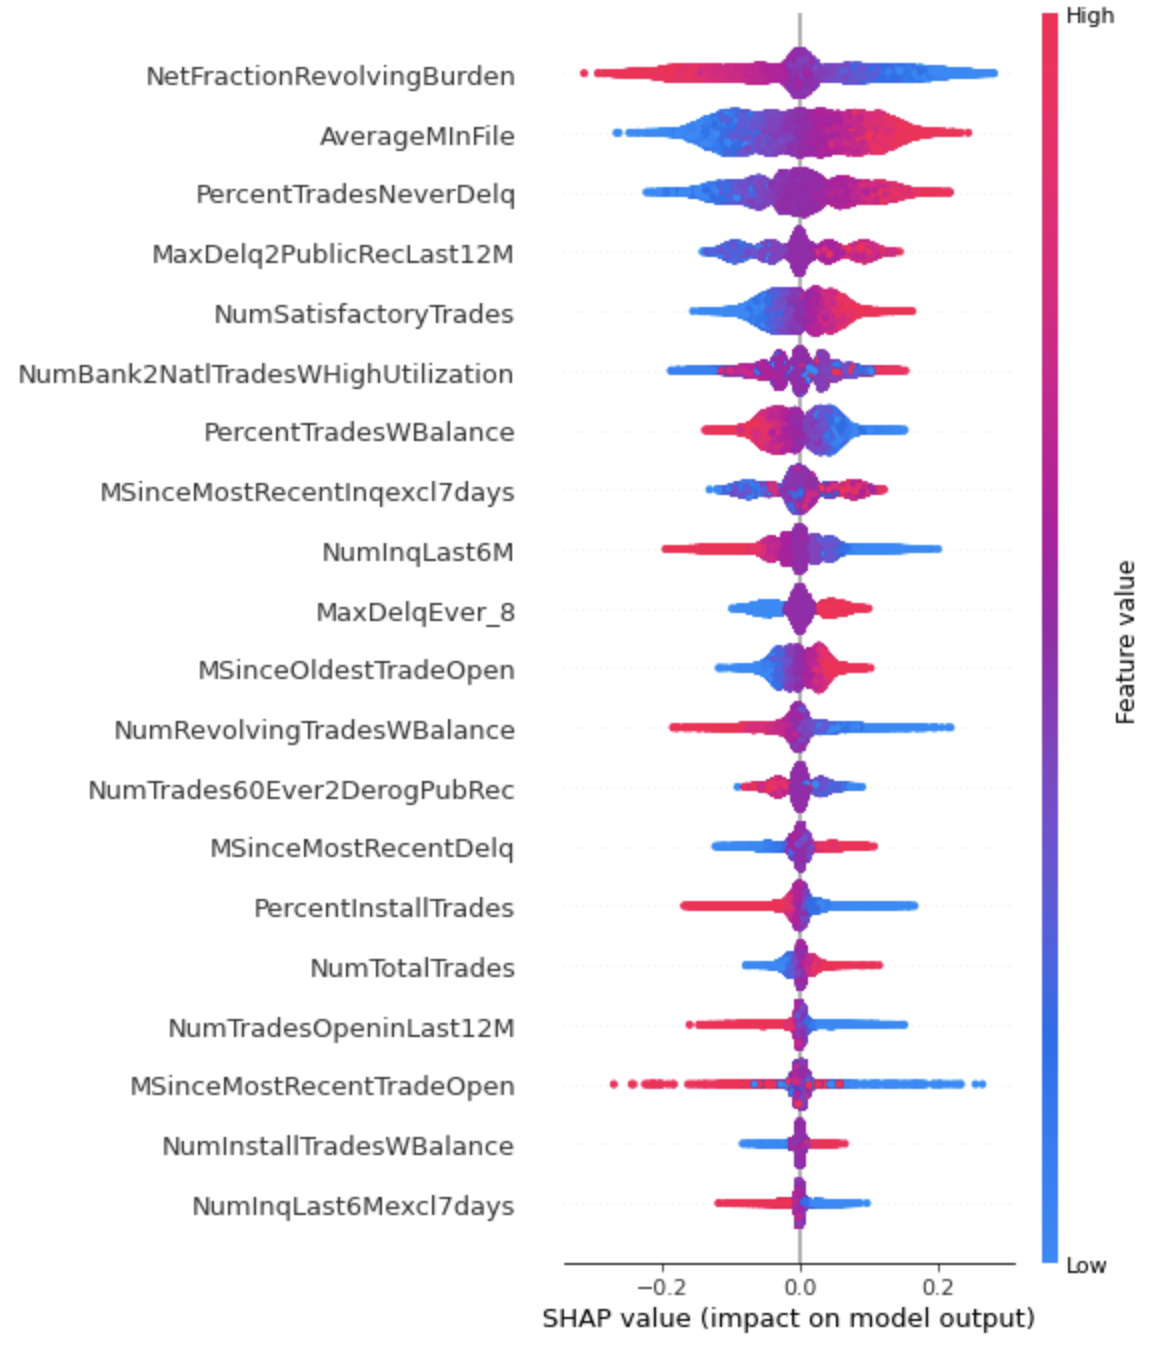 High
NetFractionRevolvingBurden
AverageMInFile
PercentTradesNeverDelq
MaxDelq2PublicRecLast12M
NumSatisfactoryTrades
NumBank2NatlTradesWHighUtilization
PercentTradesWBalance
MSinceMostRecentInqexcl7days
NumInqLast6M
MaxDelqEver_8
MSinceOldestTradeOpen
NumRevolvingTradesWBalance
NumTrades60Ever2DerogPubRec
MSinceMostRecentDelq
PercentInstallTrades
NumTotalTrades
NumTradesOpeninLast12M
MSinceMostRecentTradeOpen
NumInstallTradesWBalance
NumInqLast6Mexcl7days
Feature value
Low
−0.2 0.0 0.2
SHAP value (impact on model output)